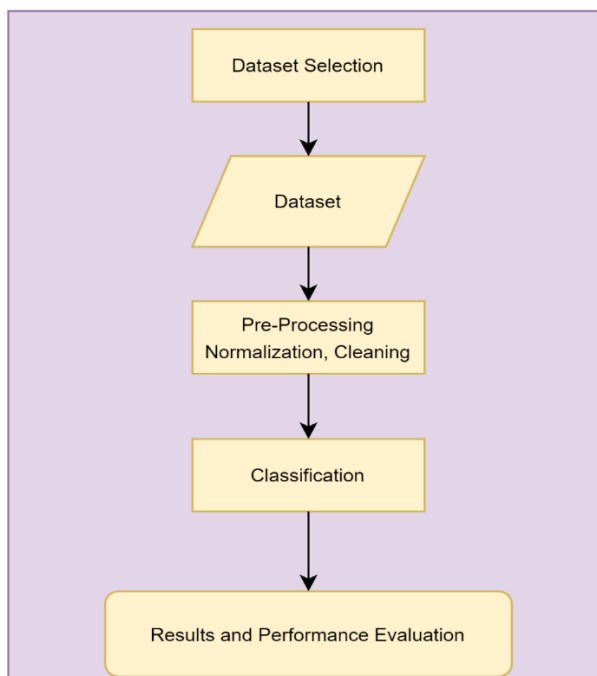 Dataset Selection
Dataset
Pre-Processing
Normalization, Cleaning
Classification
Results and Performance Evaluation